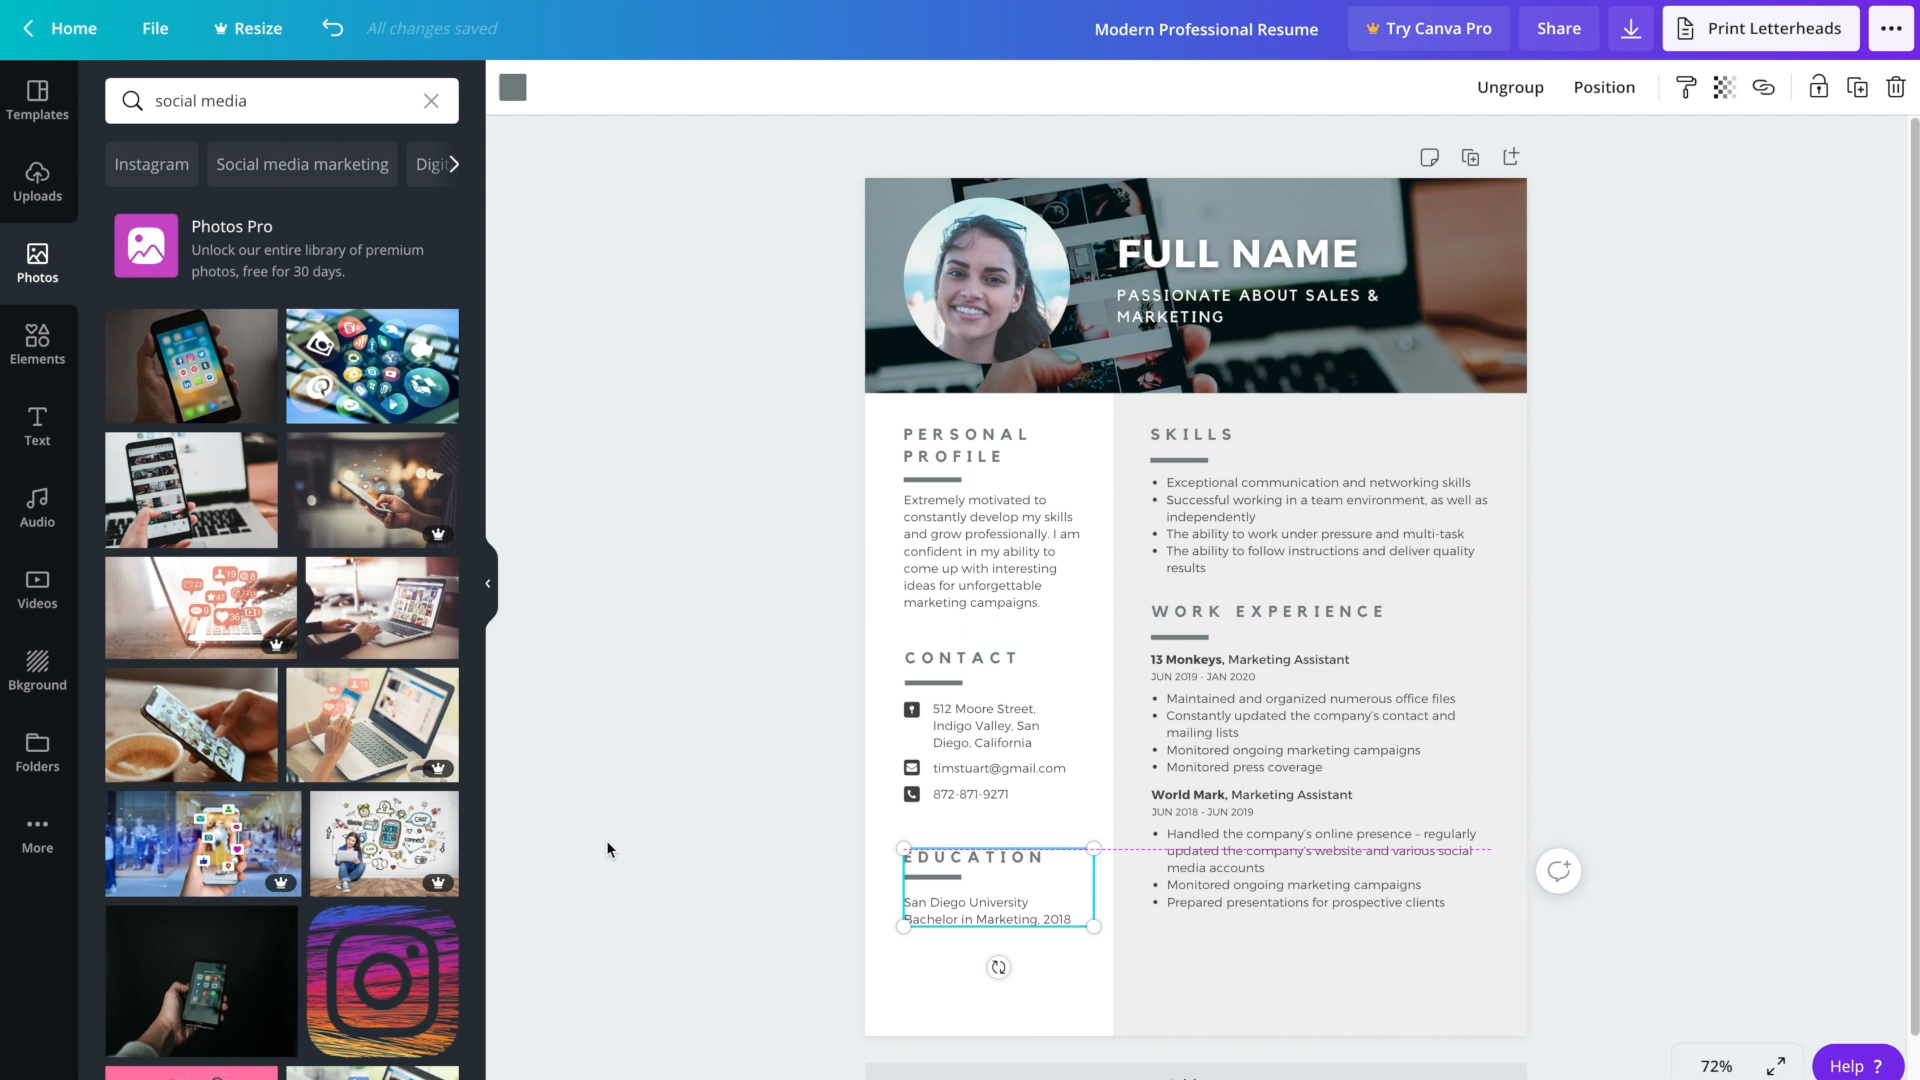 Home
File
Resize
All changes saved
Modern Professional Resume
Try Canva Pro
Share
Print Letterheads
Templates
Uploads
Photos
Elements
Text
Audio
Videos
Bkground
Folders
More
social media
Instagram
Social media marketing
Photos Pro
Unlock our entire library of premium
photos, free for 30 days.
Ungroup
Position
FULL NAME
PASSIONATE ABOUT SALES &
MARKETING
PERSONAL
PROFILE
Extremely motivated to
constantly develop my skills
and grow professionally. I am
confident in my ability to
come up with interesting
ideas for unforgettable
marketing campaigns.
CONTACT
512 Moore Street,
Indigo Valley, San
Diego, California
timstuart@gmail.com
872-871-9271
EDUCATION
San Diego University
Bachelor in Marketing, 2018
SKILLS
• Exceptional communication and networking skills
• Successful working in a team environment, as well as
independently
• The ability to work under pressure and multi-task
• The ability to follow instructions and deliver quality
results
WORK EXPERIENCE
13 Monkeys, Marketing Assistant
JUN 2019 - JAN 2020
• Maintained and organized numerous office files
• Constantly updated the company's contact and
mailing lists
• Monitored ongoing marketing campaigns
• Monitored press coverage
World Mark, Marketing Assistant
JUN 2018 - JUN 2019
• Handled the company's online presence – regularly
updated the company's website and various social
media accounts
• Monitored ongoing marketing campaigns
• Prepared presentations for prospective clients
72%
Help ?